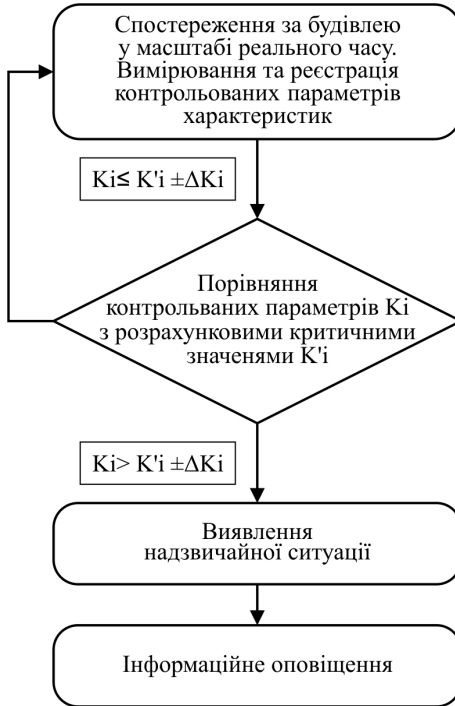 Спостереження за будівлею
у масштабі реального часу.
Вимірювання та реєстрація
контрольованих параметрів
характеристик
Ki≤ K'i ±ΔKi
Порівняння
контрольваних параметрів Ki
з розрахунковими критичними
значенями K'i
Ki> K'i ±ΔKi
Виявлення
надзвичайної ситуації
Інформаційне оповіщення